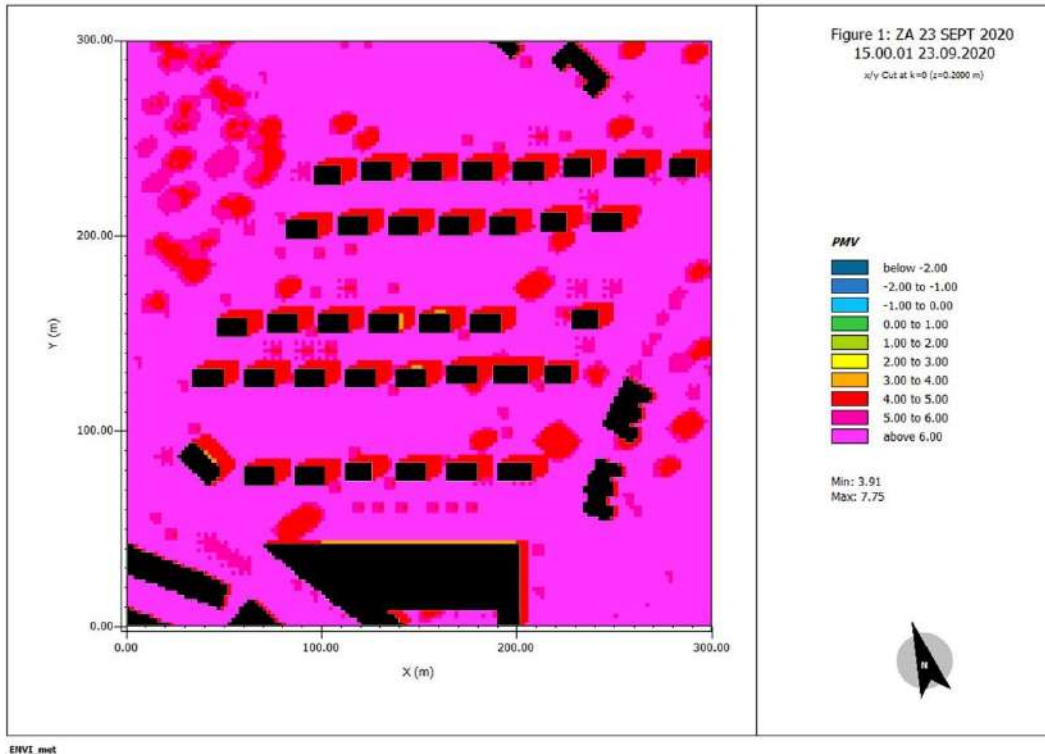 Figure 1: ZA 23 SEPT 2020
15.00.01 23.09.2020
x/y Cut at k=0 (z=0.2000 m)
300.00
200.00
Y (m)
100.00
0.00
0.00 100.00 200.00 300.00
X (m)
PMV
below -2.00
-2.00 to -1.00
-1.00 to 0.00
0.00 to 1.00
1.00 to 2.00
2.00 to 3.00
3.00 to 4.00
4.00 to 5.00
5.00 to 6.00
above 6.00
Min: 3.91
Max: 7.75
N
ENVI_met